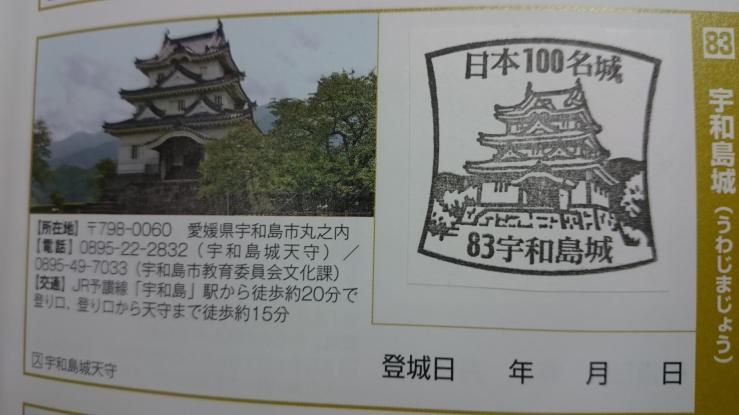 【所在地】〒798-0060 愛媛県宇和島市丸之内
【電話】0895-22-2832（宇和島城天守）／
0895-49-7033（宇和島市教育委員会文化課）
【交通】JR予讃線「宇和島」駅から徒歩約20分で
登り口、登り口から天守まで徒歩約15分
宇和島城天守
日本100名城
83宇和島城
登城日 年 月 日
83 宇和島城（うわじまじょう）